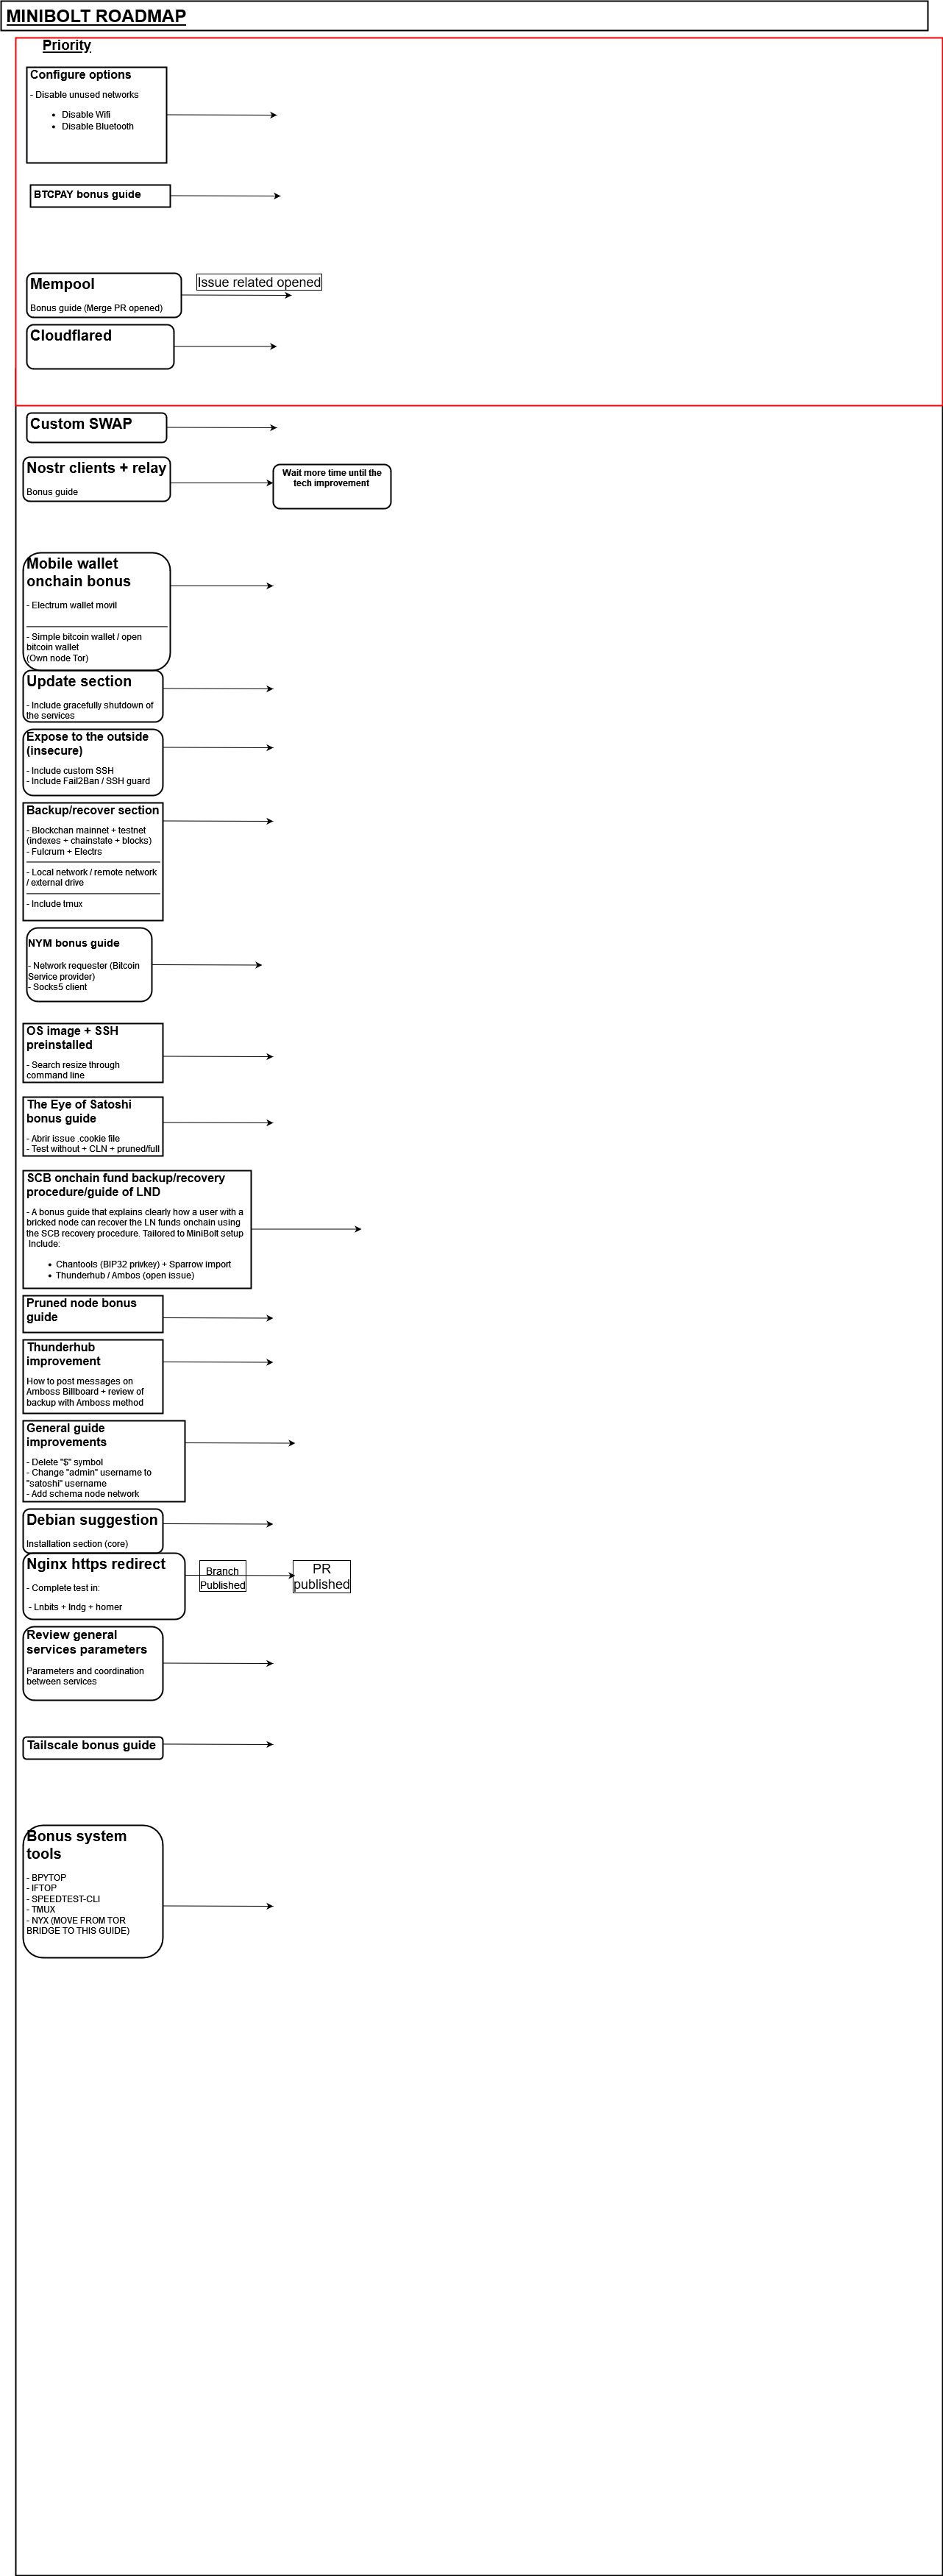 MINIBOLT ROADMAP
Priority
Configure options
- Disable unused networks
• Disable Wifi
• Disable Bluetooth
BTCPAY bonus guide
Mempool
Bonus guide (Merge PR opened)
Issue related opened
Cloudflared
Custom SWAP
Nostr clients + relay
Bonus guide
Wait more time until the
tech improvement
Mobile wallet
onchain bonus
- Electrum wallet movil
- Simple bitcoin wallet / open
bitcoin wallet
(Own node Tor)
Update section
- Include gracefully shutdown of
the services
Expose to the outside
(insecure)
- Include custom SSH
- Include Fail2Ban / SSH guard
Backup/recover section
- Blockchan mainnet + testnet
(indexes + chainstate + blocks)
- Fulcrum + Electrs
- Local network / remote network
/ external drive
- Include tmux
NYM bonus guide
- Network requester (Bitcoin
Service provider)
- Socks5 client
OS image + SSH
preinstalled
- Search resize through
command line
The Eye of Satoshi
bonus guide
- Abrir issue .cookie file
- Test without + CLN + pruned/full
SCB onchain fund backup/recovery
procedure/guide of LND
- A bonus guide that explains clearly how a user with a
bricked node can recover the LN funds onchain using
the SCB recovery procedure. Tailored to MiniBolt setup
Include:
• Chantools (BIP32 privkey) + Sparrow import
• Thunderhub / Ambos (open issue)
Pruned node bonus
guide
Thunderhub
improvement
How to post messages on
Amboss Billboard + review of
backup with Amboss method
General guide
improvements
- Delete "$" symbol
- Change "admin" username to
"satoshi" username
- Add schema node network
Debian suggestion
Installation section (core)
Nginx https redirect
- Complete test in:
- Lnbits + lndg + homer
Branch
Published
PR
published
Review general
services parameters
Parameters and coordination
between services
Tailscale bonus guide
Bonus system
tools
- BPYTOP
- IFTOP
- SPEEDTEST-CLI
- TMUX
- NYX (MOVE FROM TOR
BRIDGE TO THIS GUIDE)